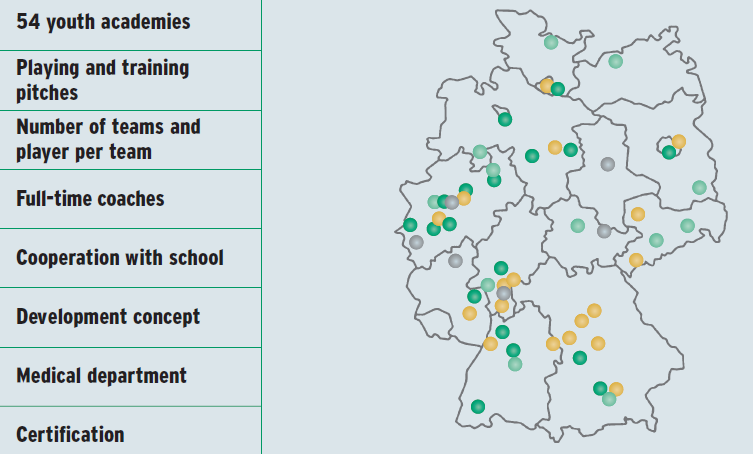 54 youth academies
Playing and training
pitches
Number of teams and
player per team
Full-time coaches
Cooperation with school
Development concept
Medical department
Certification